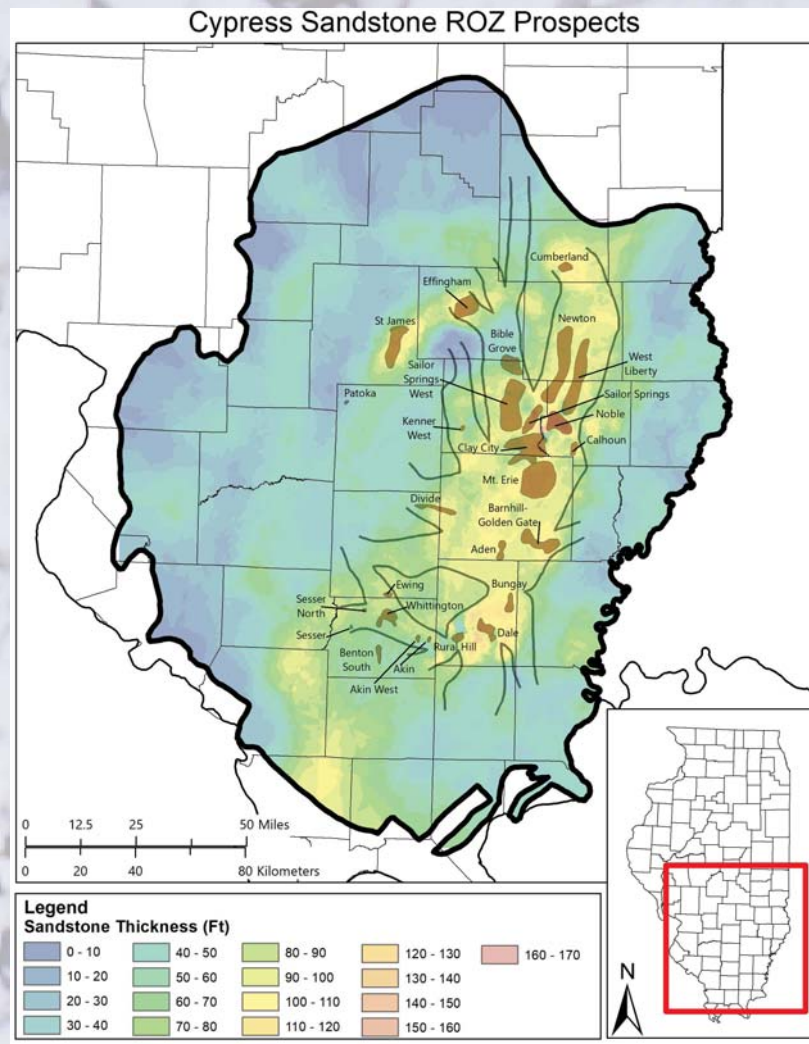 Cypress Sandstone ROZ Prospects
Cumberland
Effingham
St James
Newton
Bible
Grove
West
Liberty
Sailor
Springs
West
Sailor Springs
Patoka
Noble
Kenner
West
Calhoun
Clay City
Mt. Erie
Divide
Barnhill-
Golden Gate
Aden
Ewing
Bungay
Sesser
North
Whittington
Sesser
Rural Hill
Dale
Benton
South
Akin
Akin West
0 12.5 25 50 Miles
0 20 40 80 Kilometers
Legend
Sandstone Thickness (Ft)
0 - 10 40 - 50 80 - 90 120 - 130 160 - 170
10 - 20 50 - 60 90 - 100 130 - 140
20 - 30 60 - 70 100 - 110 140 - 150
30 - 40 70 - 80 110 - 120 150 - 160
N